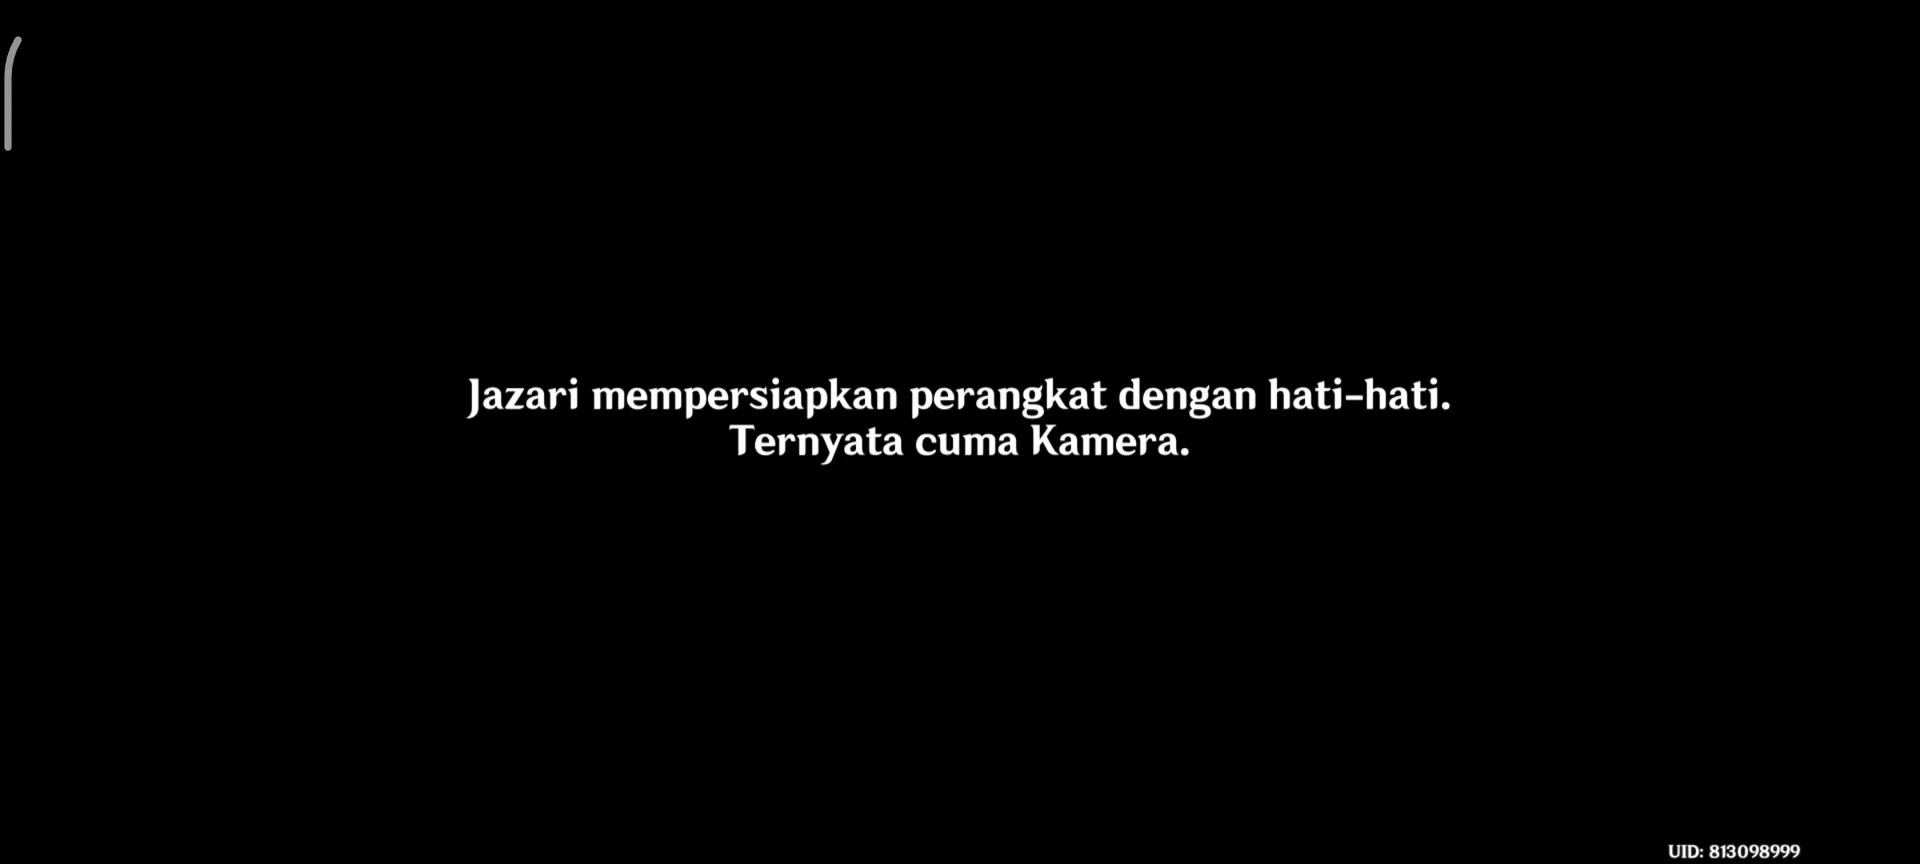 Jazari mempersiapkan perangkat dengan hati-hati.
Ternyata cuma Kamera.
UID: 813098999